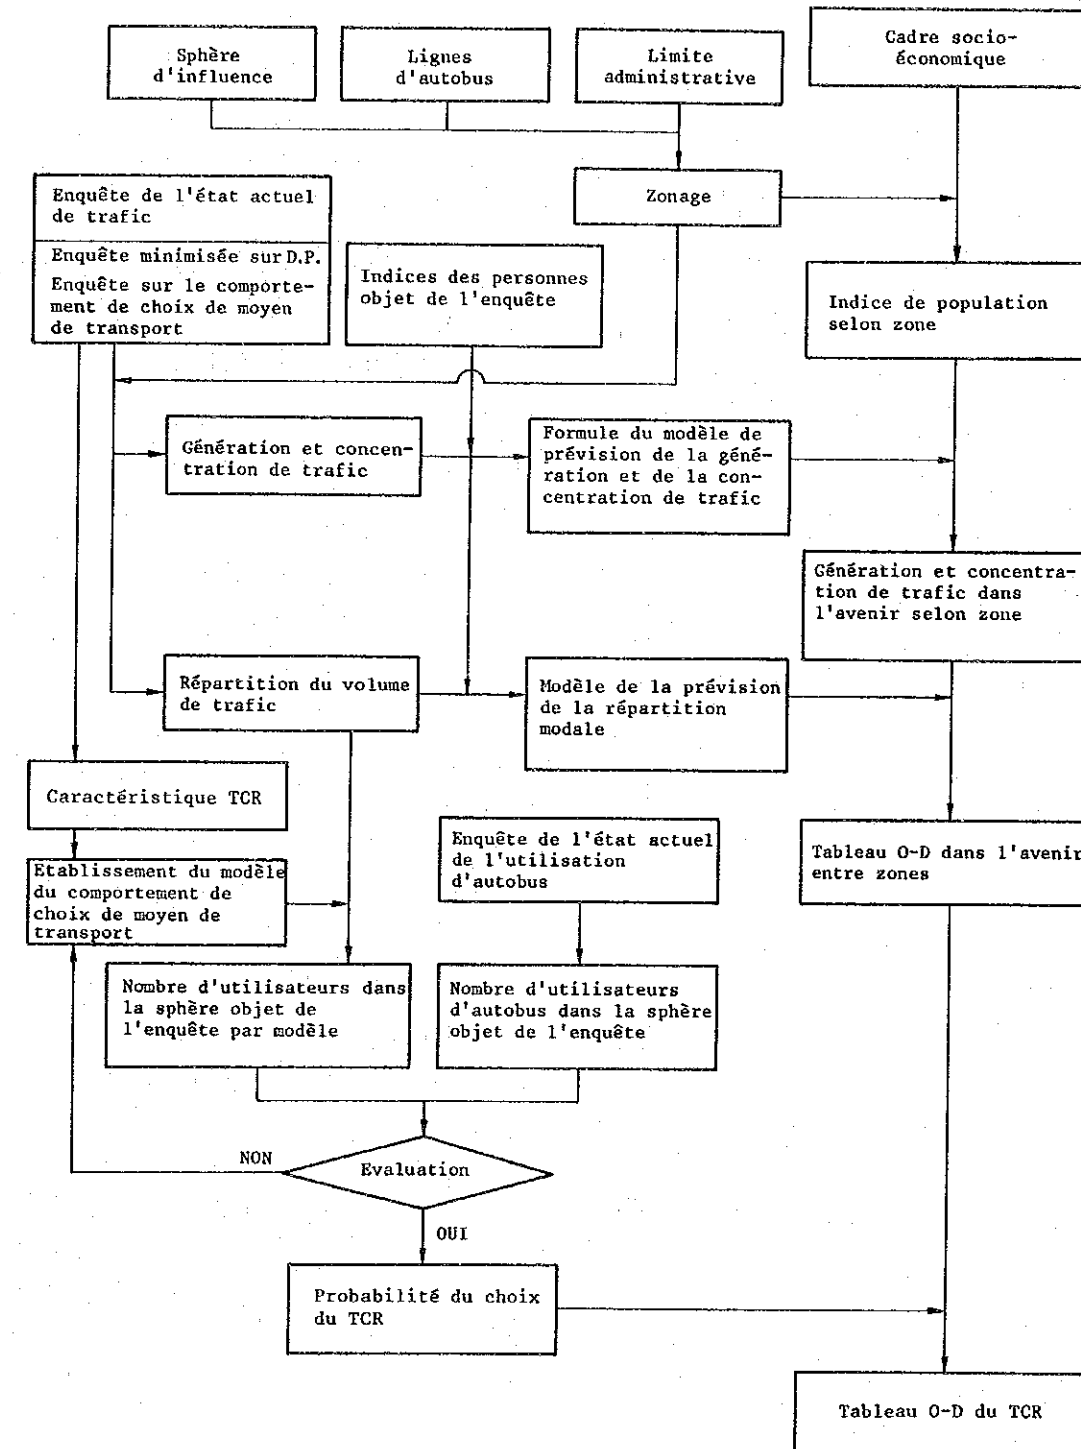 Sphère
d'influence
Lignes
d'autobus
Limite
administrative
Cadre socio-
économique
Enquête de l'état actuel
de trafic
Zonage
Enquête minimisée sur D.P.
Enquête sur le comporte-
ment de choix de moyen
de transport
Indices des personnes
objet de l'enquête
Indice de population
selon zone
Génération et concen-
tration de trafic
Formule du modèle de
prévision de la géné-
ration et de la con-
centration de trafic
Génération et concentra-
tion de trafic dans
l'avenir selon zone
Répartition du volume
de trafic
Modèle de la prévision
de la répartition
modale
Caractéristique TCR
Enquête de l'état actuel
de l'utilisation
d'autobus
Tableau O-D dans l'avenir
entre zones
Etablissement du modèle
du comportement de
choix de moyen de
transport
Nombre d'utilisateurs dans
la sphère objet de
l'enquête par modèle
Nombre d'utilisateurs
d'autobus dans la sphère
objet de l'enquête
NON
Evaluation
OUI
Probabilité du choix
du TCR
Tableau O-D du TCR